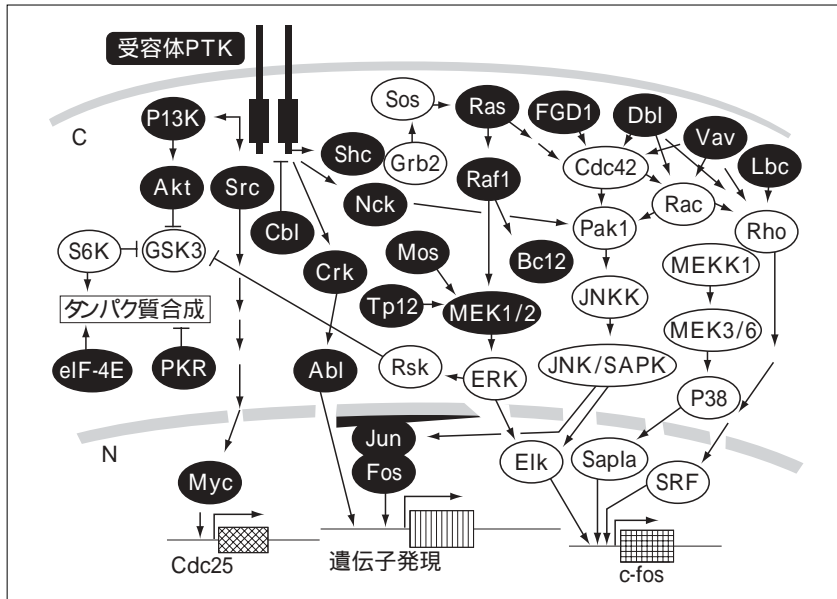 受容体PTK
C
P13K
Akt
Src
S6K
GSK3
タンパク質合成
eIF-4E
PKR
Cbl
Shc
Grb2
Sos
Ras
Nck
Raf1
Crk
Mos
Tp12
Bc12
MEK1/2
Abl
Rsk
ERK
FGD1
Dbl
Vav
Lbc
Cdc42
Rac
Rho
Pak1
JNKK
JNK/SAPK
MEKK1
MEK3/6
P38
N
Myc
Jun
Fos
Elk
Sapla
SRF
Cdc25
遺伝子発現
c-fos